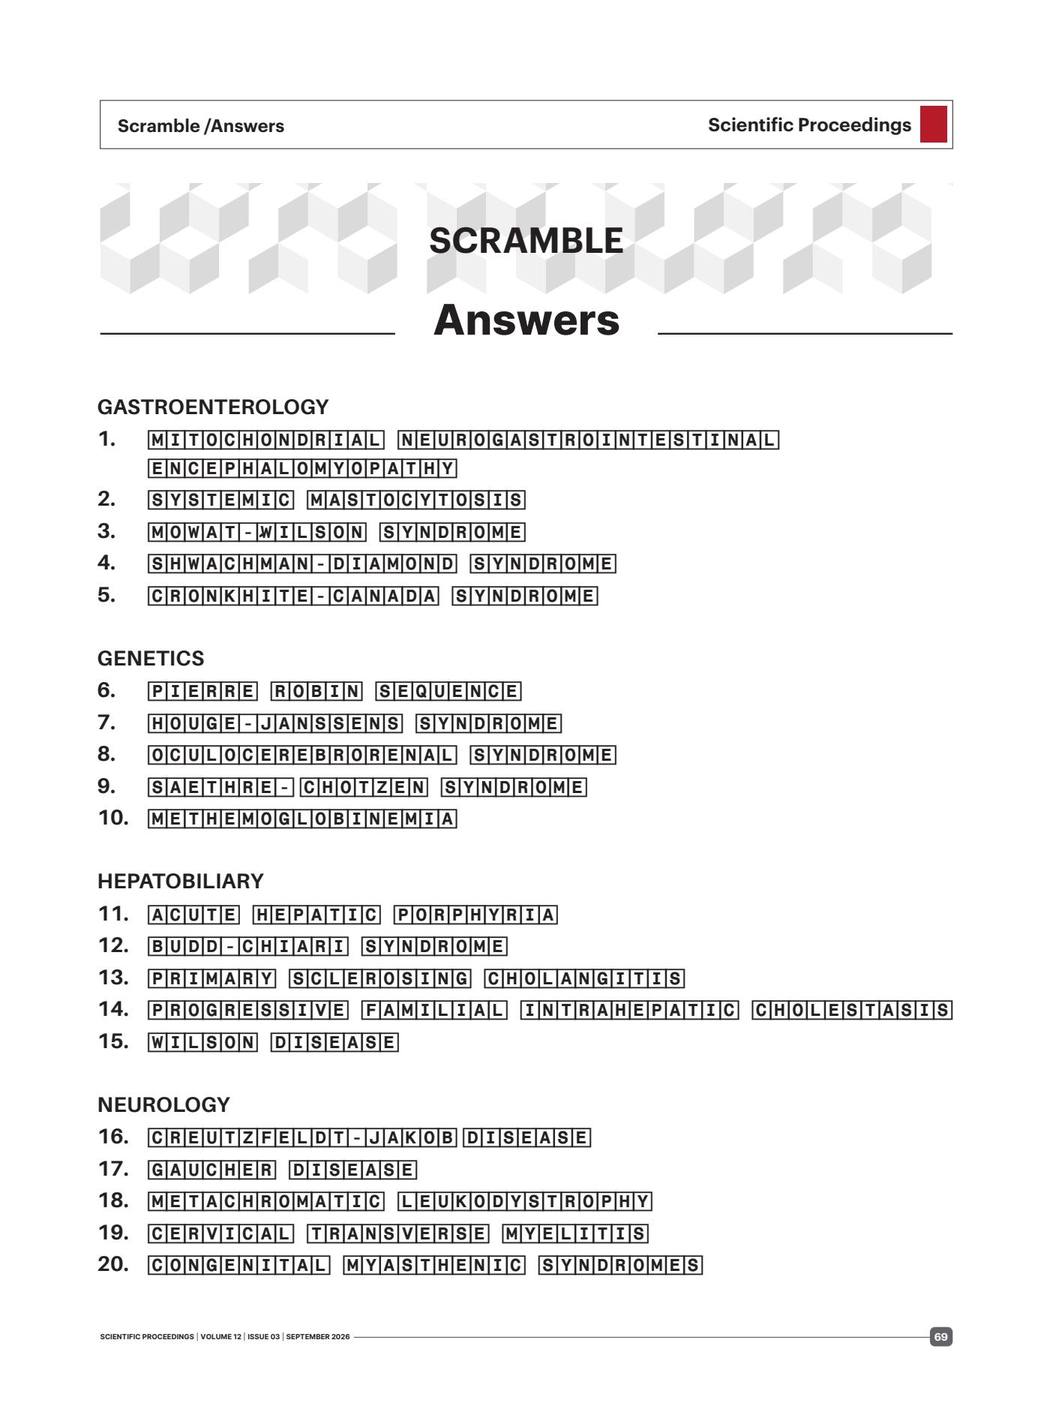 Scramble /Answers
Scientific Proceedings
SCRAMBLE
Answers
GASTROENTEROLOGY
1. MITOCHONDRIAL NEUROGASTROINTESTINAL
ENCEPHALOMYOPATHY
2. SYSTEMIC MASTOCYTOSIS
3. MOWAT-WILSON SYNDROME
4. SHWACHMAN-DIAMOND SYNDROME
5. CRONKHITE-CANADA SYNDROME
GENETICS
6. PIERRE ROBIN SEQUENCE
7. HOUGE-JANSSENS SYNDROME
8. OCULOCEREBRORENAL SYNDROME
9. SAETHRE- CHOTZEN SYNDROME
10. METHEMOGLOBINEMIA
HEPATOBILIARY
11. ACUTE HEPATIC PORPHYRIA
12. BUDD-CHIARI SYNDROME
13. PRIMARY SCLEROSING CHOLANGITIS
14. PROGRESSIVE FAMILIAL INTRAHEPATIC CHOLESTASIS
15. WILSON DISEASE
NEUROLOGY
16. CREUTZFELDT-JAKOB DISEASE
17. GAUCHER DISEASE
18. METACHROMATIC LEUKODYSTROPHY
19. CERVICAL TRANSVERSE MYELITIS
20. CONGENITAL MYASTHENIC SYNDROMES
SCIENTIFIC PROCEEDINGS | VOLUME 12 | ISSUE 03 | SEPTEMBER 2026
69